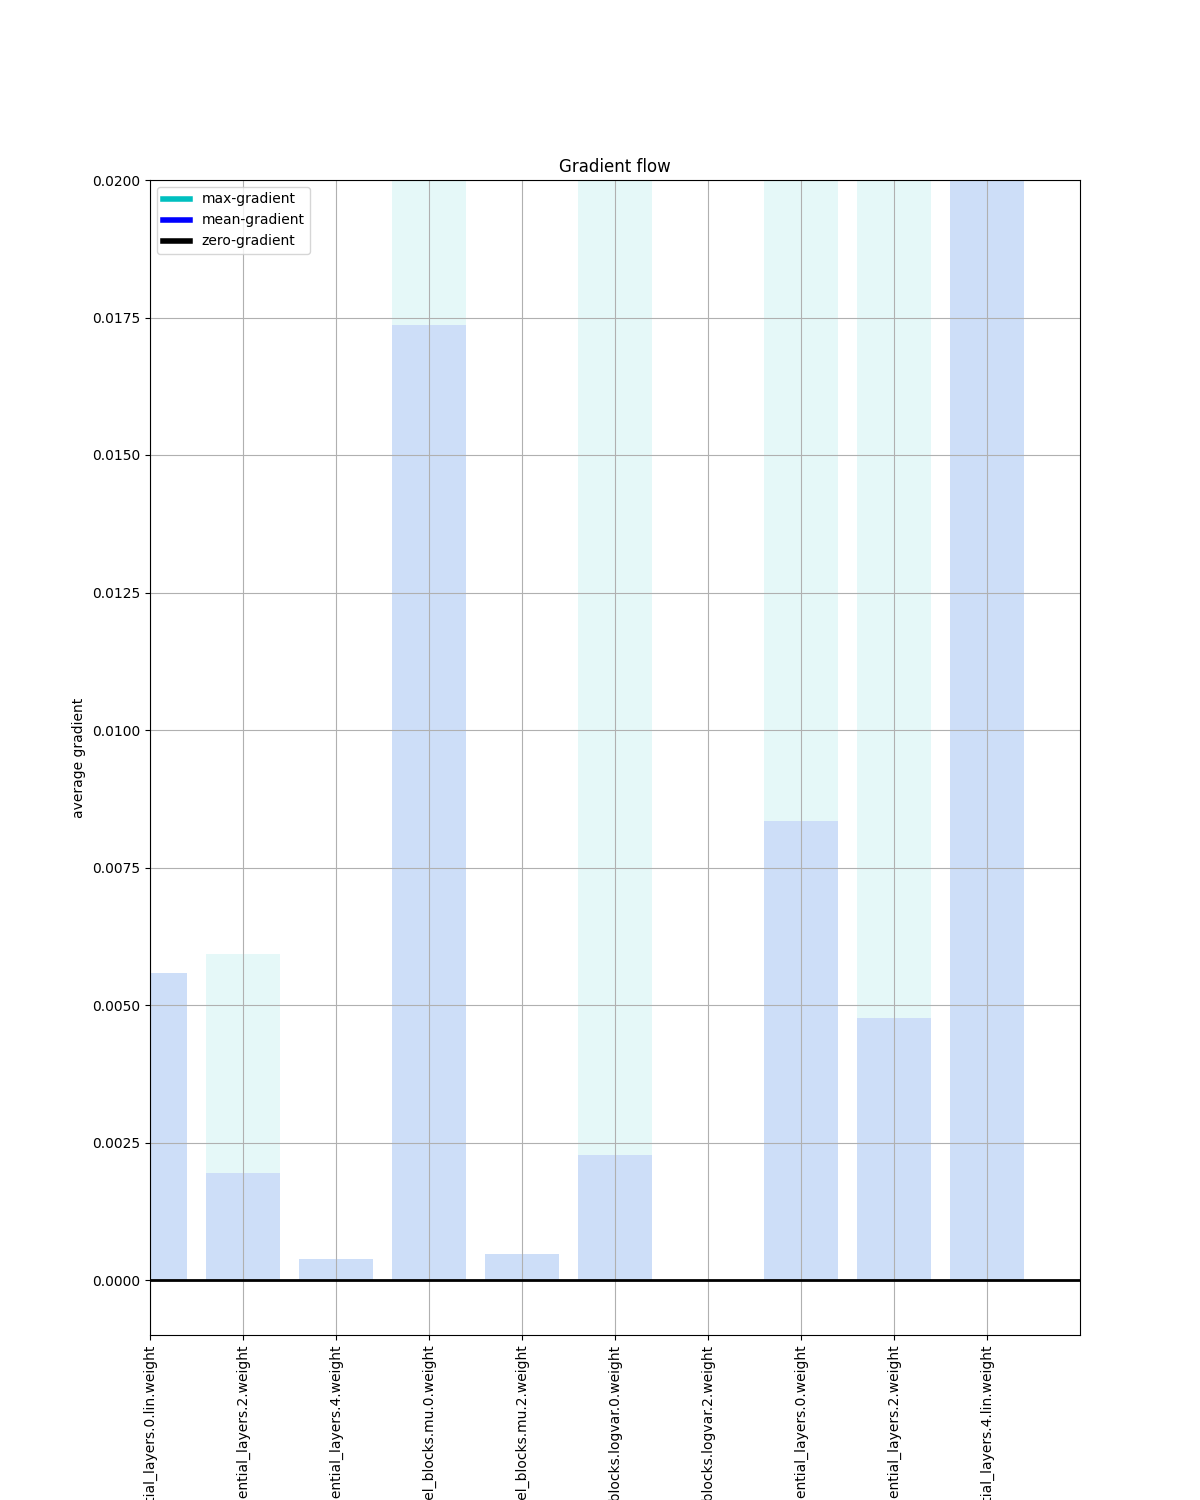 Gradient flow
max-gradient
mean-gradient
zero-gradient
0.0200
0.0175
0.0150
0.0125
0.0100
0.0075
0.0050
0.0025
0.0000
average gradient
tial_layers.0.lin.weight
ential_layers.2.weight
ential_layers.4.weight
el_blocks.mu.0.weight
el_blocks.mu.2.weight
blocks.logvar.0.weight
blocks.logvar.2.weight
ential_layers.0.weight
ential_layers.2.weight
tial_layers.4.lin.weight